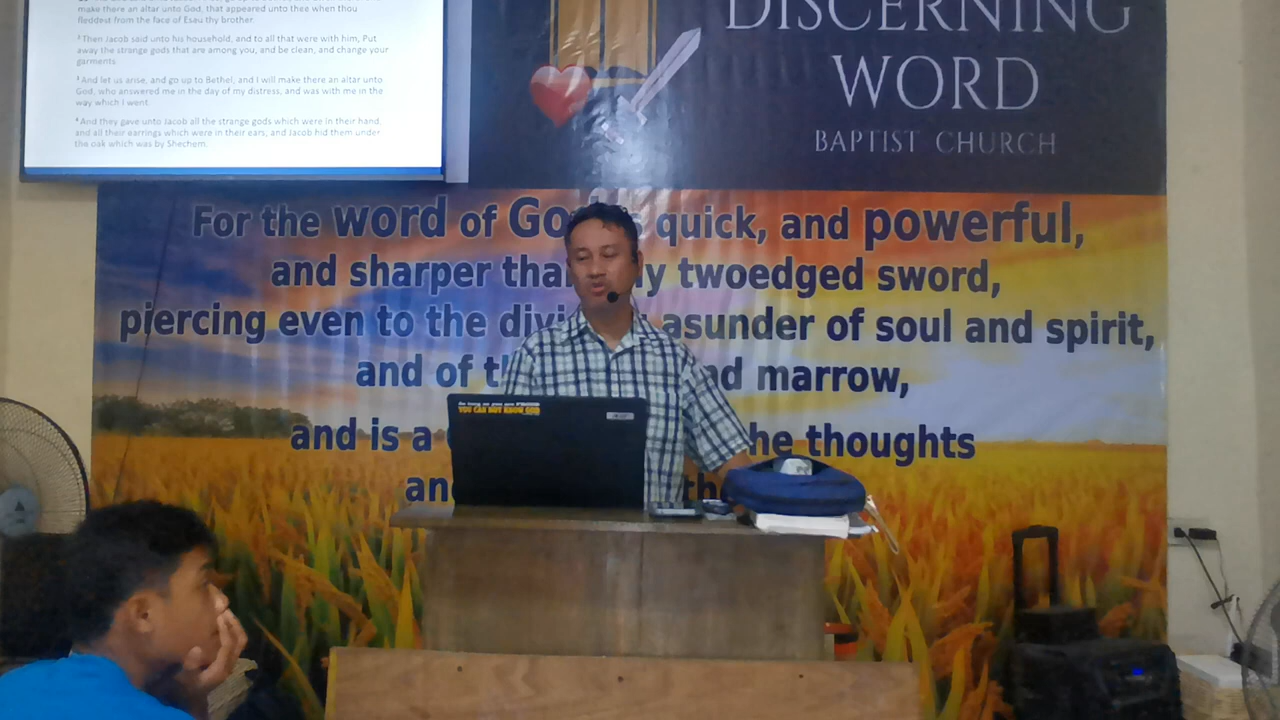 make there an altar unto God, that appeared unto thee when thou
fleddest from the face of Esau thy brother.
2 Then Jacob said unto his household, and to all that were with him, Put
away the strange gods that are among you, and be clean, and change your
garments
3 And let us arise, and go up to Bethel; and I will make there an altar unto
God, who answered me in the day of my distress, and was with me in the
way which I went.
4 And they gave unto Jacob all the strange gods which were in their hand,
and all their earrings which were in their ears; and Jacob hid them under
the oak which was by Shechem.
DISCERNING
WORD
BAPTIST CHURCH
For the word of quick, and powerful,
and sharper twoedged sword,
piercing even to the asunder of soul and spirit,
and of marrow,
and is a thoughts
YOU CAN NOT KNOW GOD